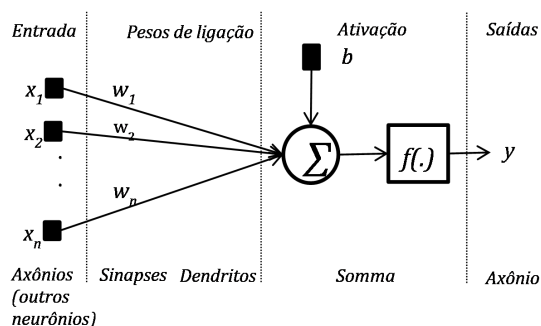 Entrada Pesos de ligação Ativação Saídas
b
x1 w1
x2 w2
Σ f(.) y
.
.
wn
xn
Axônios Sinapses Dendritos Somma Axônio
(outros
neurônios)